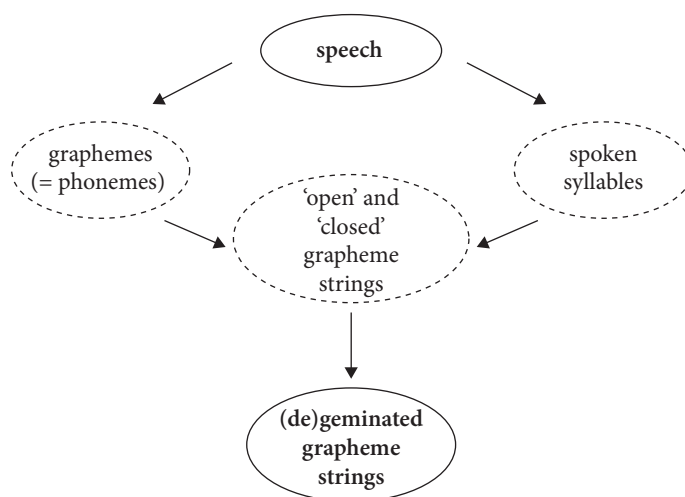 speech
graphemes
(= phonemes)
spoken
syllables
‘open’ and
‘closed’
grapheme
strings
(de)geminated
grapheme
strings